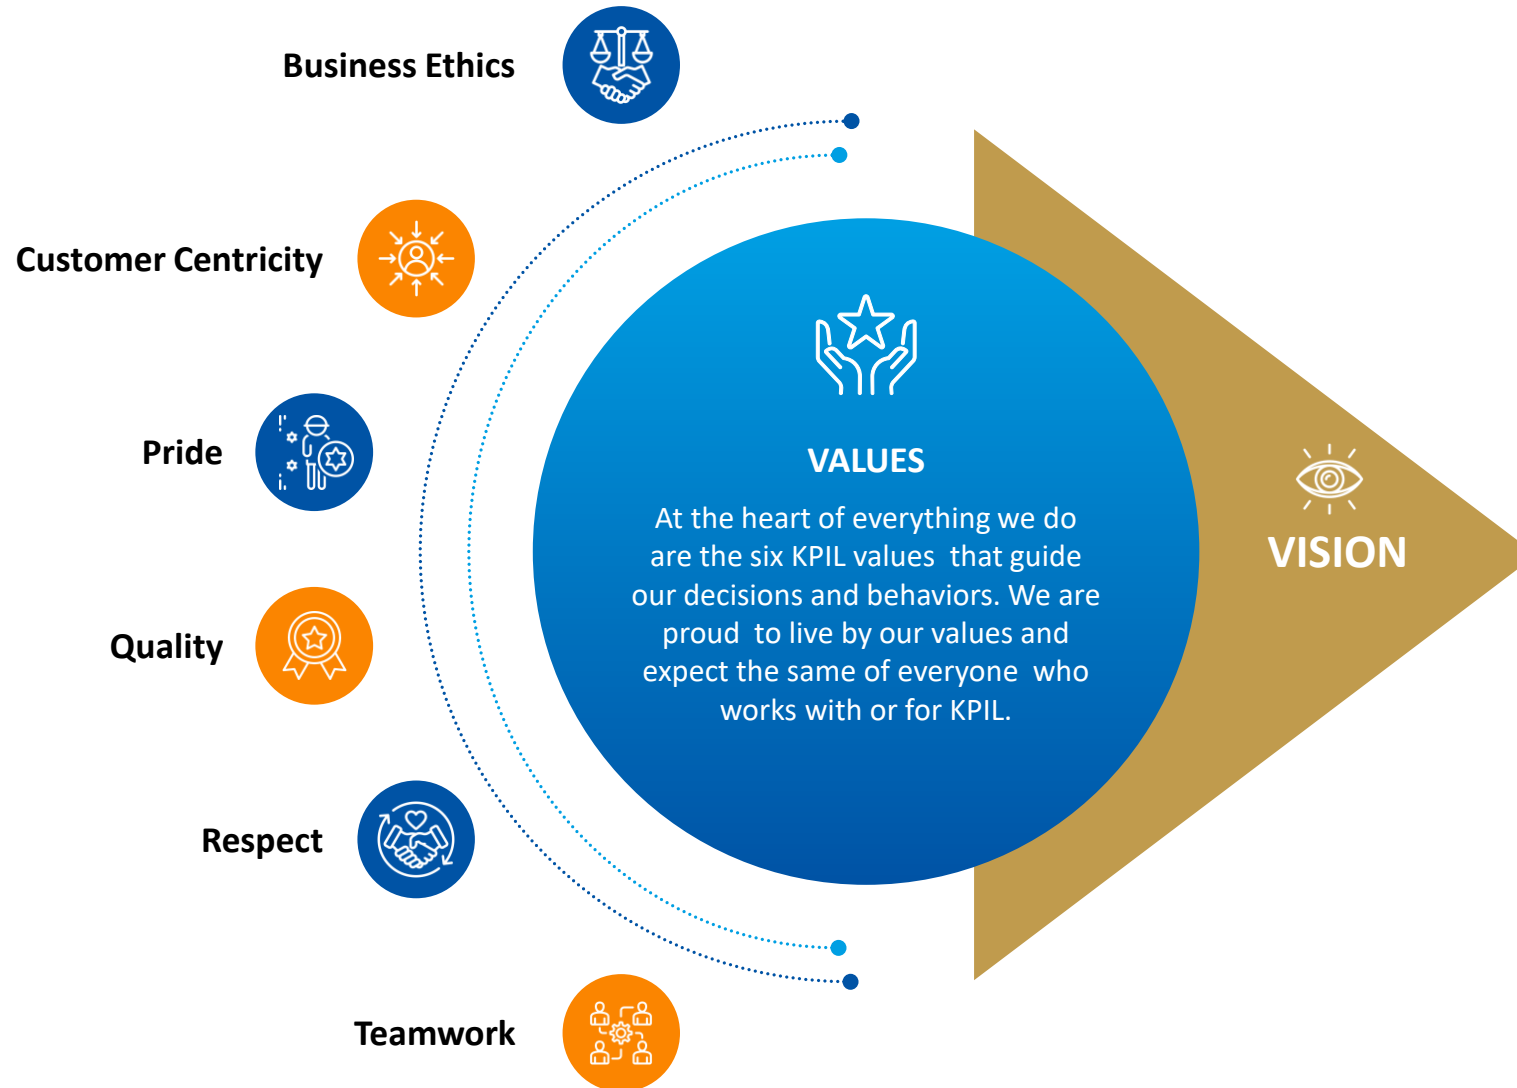 Business Ethics
Customer Centricity
Pride
Quality
Respect
Teamwork
VALUES
At the heart of everything we do
are the six KPIL values that guide
our decisions and behaviors. We are
proud to live by our values and
expect the same of everyone who
works with or for KPIL.
VISION